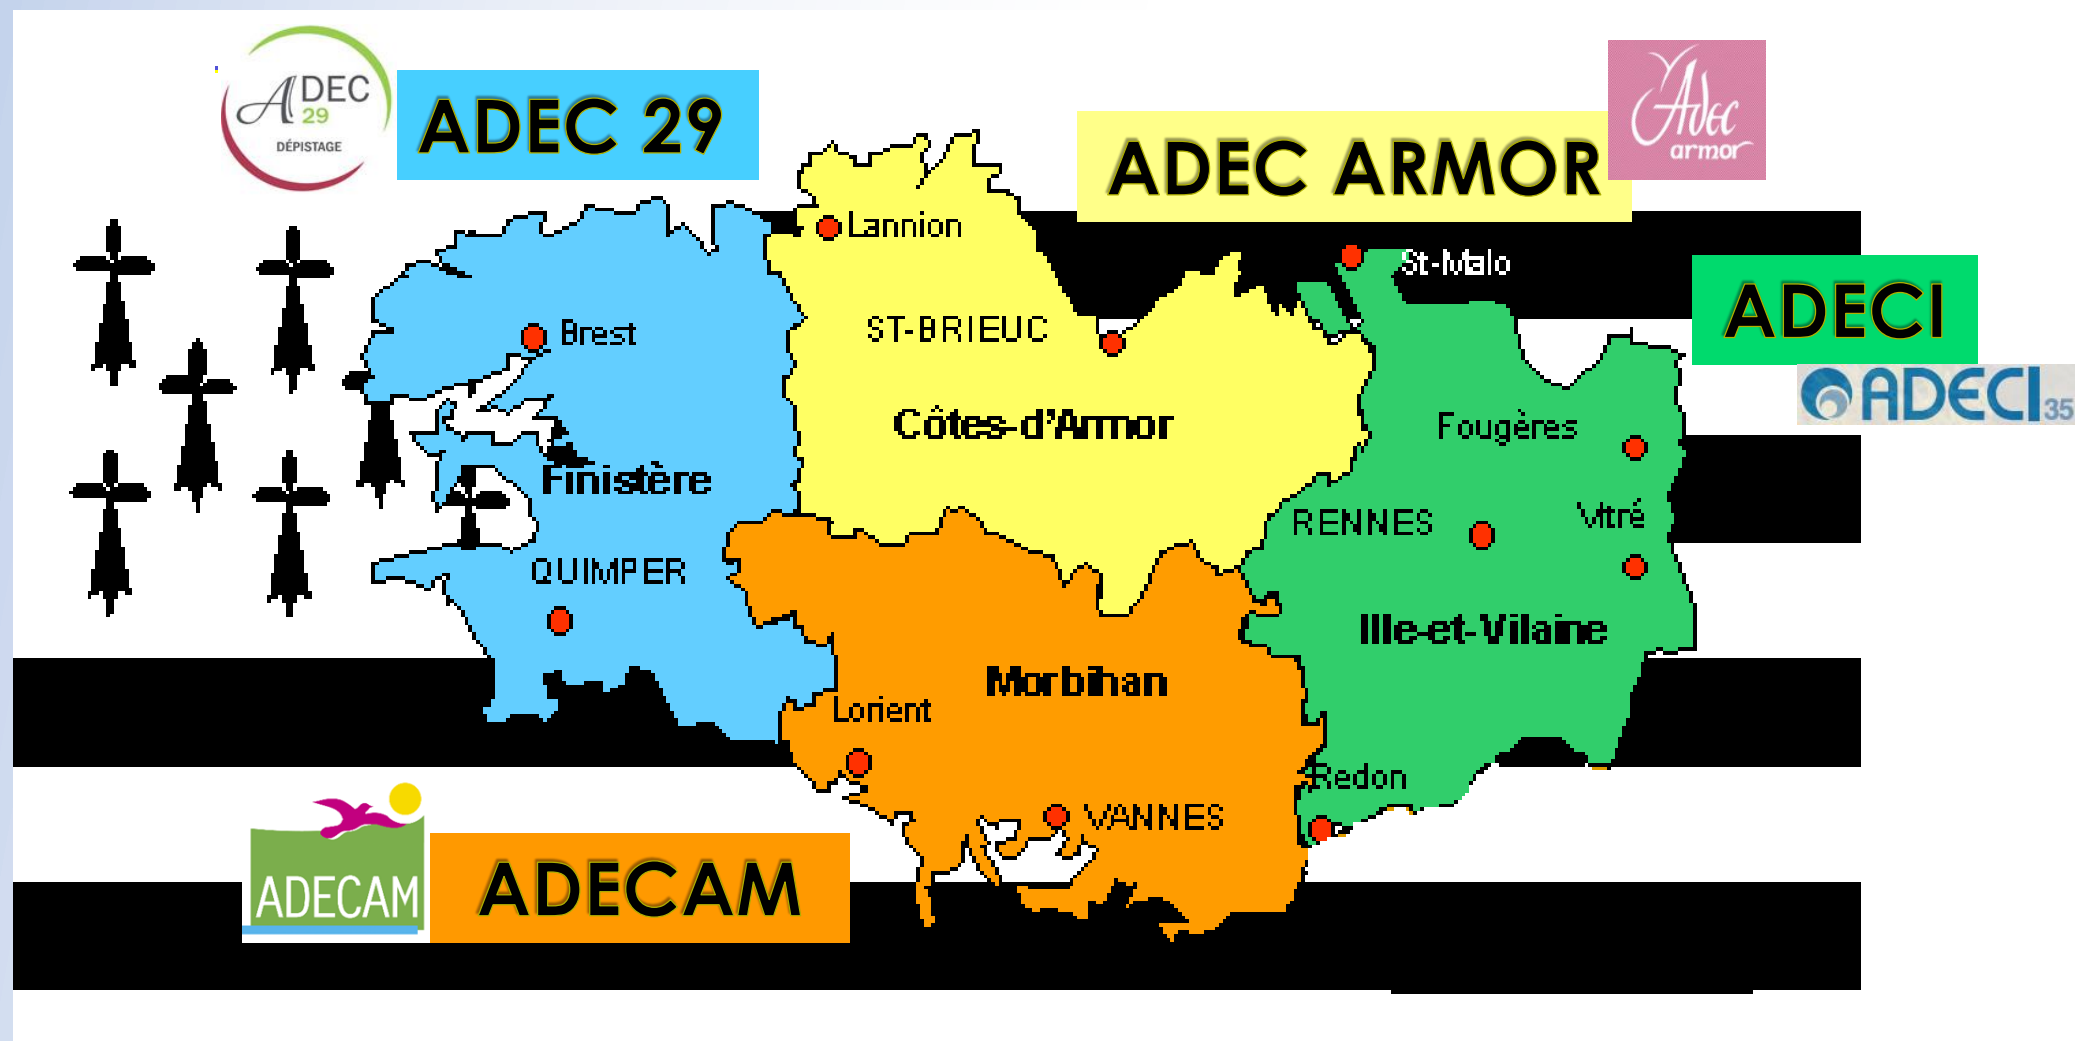 ADEC
29
DÉPISTAGE
ADEC 29
ADEC ARMOR
Adec
armor
Lannion
St-Malo
ADECI
ADECI 35
Brest
ST-BRIEUC
Côtes-d'Armor
Fougères
Finistère
RENNES
Vitré
QUIMPER
Ille-et-Vilaine
Morbihan
Lorient
Redon
VANNES
ADECAM
ADECAM